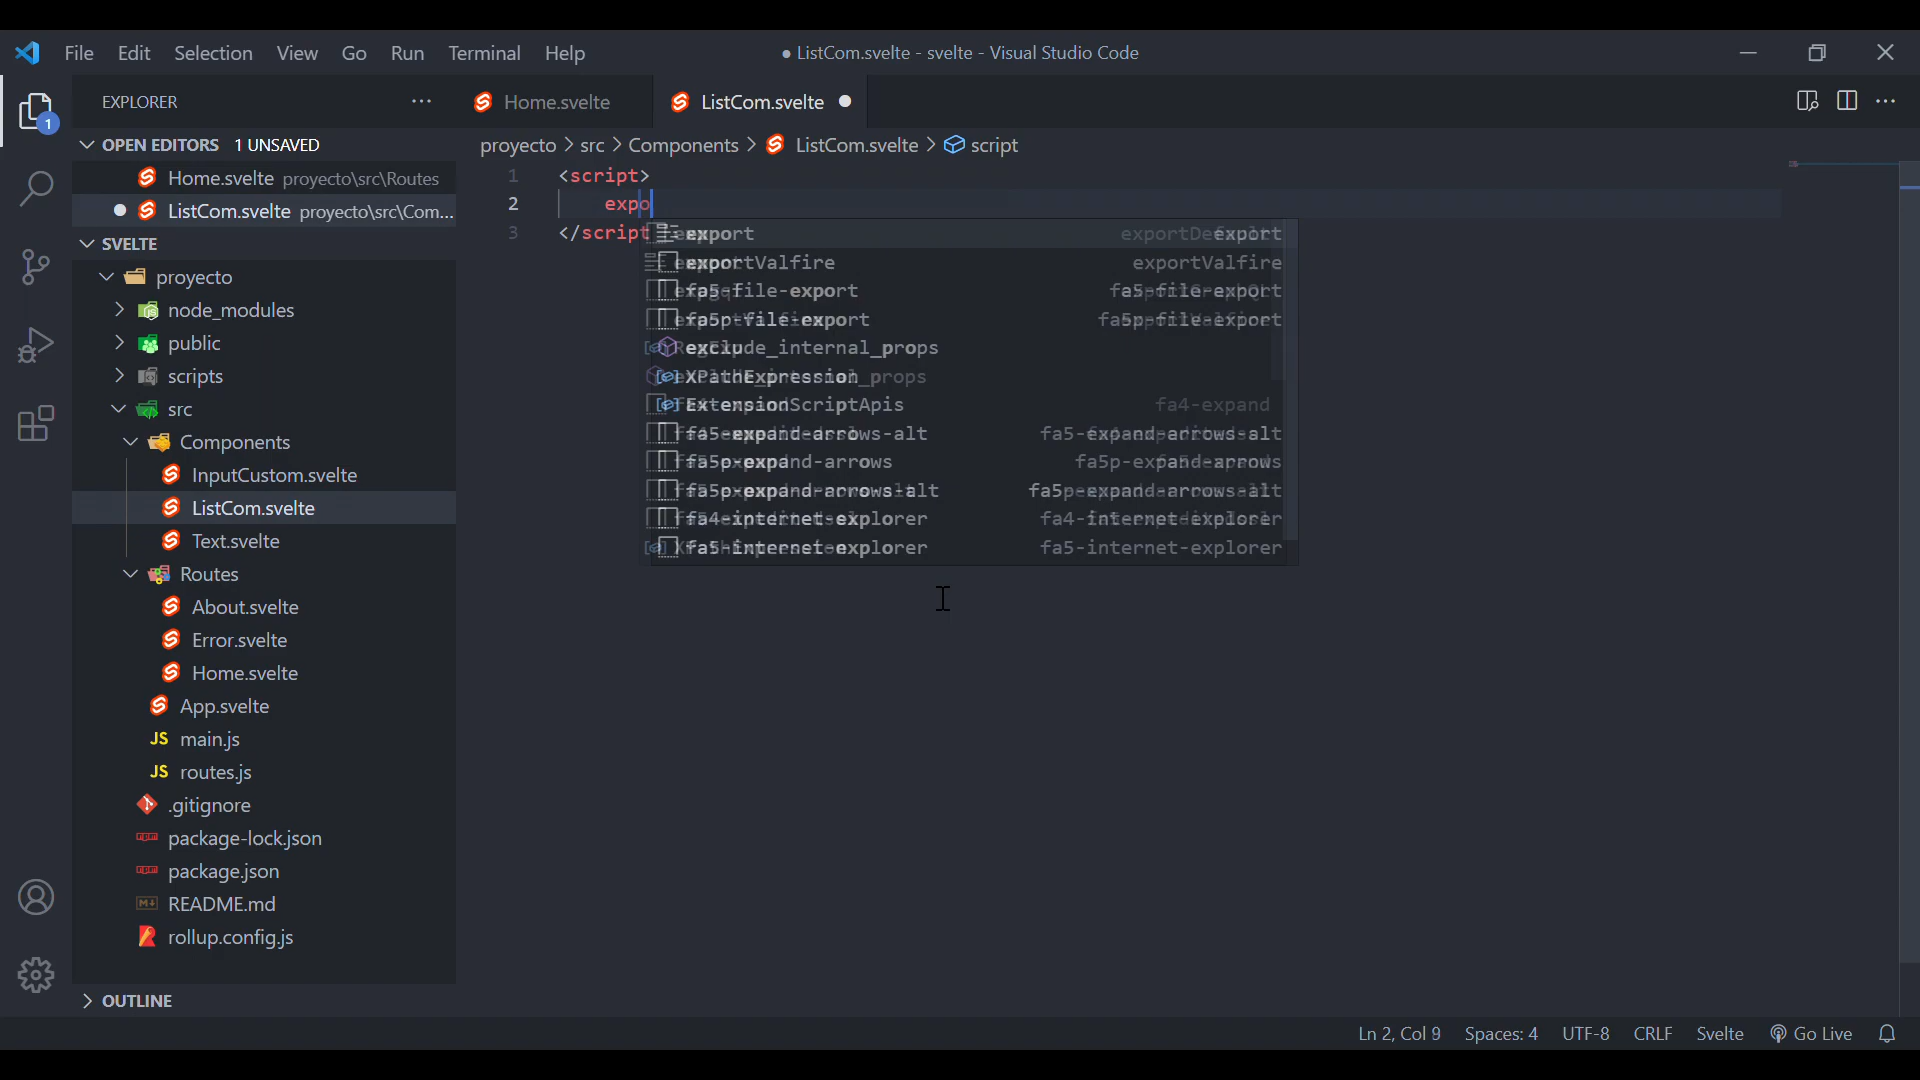 File Edit Selection View Go Run Terminal Help
● ListCom.svelte - svelte - Visual Studio Code
EXPLORER
Home.svelte
ListCom.svelte
1
OPEN EDITORS 1 UNSAVED
proyecto > src > Components > ListCom.svelte > script
Home.svelte proyecto\src\Routes
ListCom.svelte proyecto\src\Com...
SVELTE
proyecto
node_modules
public
scripts
src
Components
InputCustom.svelte
ListCom.svelte
Text.svelte
Routes
About.svelte
Error.svelte
Home.svelte
App.svelte
JS main.js
JS routes.js
.gitignore
package-lock.json
package.json
README.md
rollup.config.js
OUTLINE
1 <script>
2 expo
3 </script
export export
exportValfire exportValfire
fa5-file-export fa5-file-export
fa5p-file-export fa5p-file-export
exclude_internal_props
XPathExpression
ExtensionScriptApis
fa5-expand-arrows-alt fa5-expand-arrows-alt
fa5p-expand-arrows fa5p-expand-arrows
fa5p-expand-arrows-alt fa5p-expand-arrows-alt
fa4-internet-explorer fa4-internet-explorer
fa5-internet-explorer fa5-internet-explorer
Ln 2, Col 9 Spaces: 4 UTF-8 CRLF Svelte Go Live